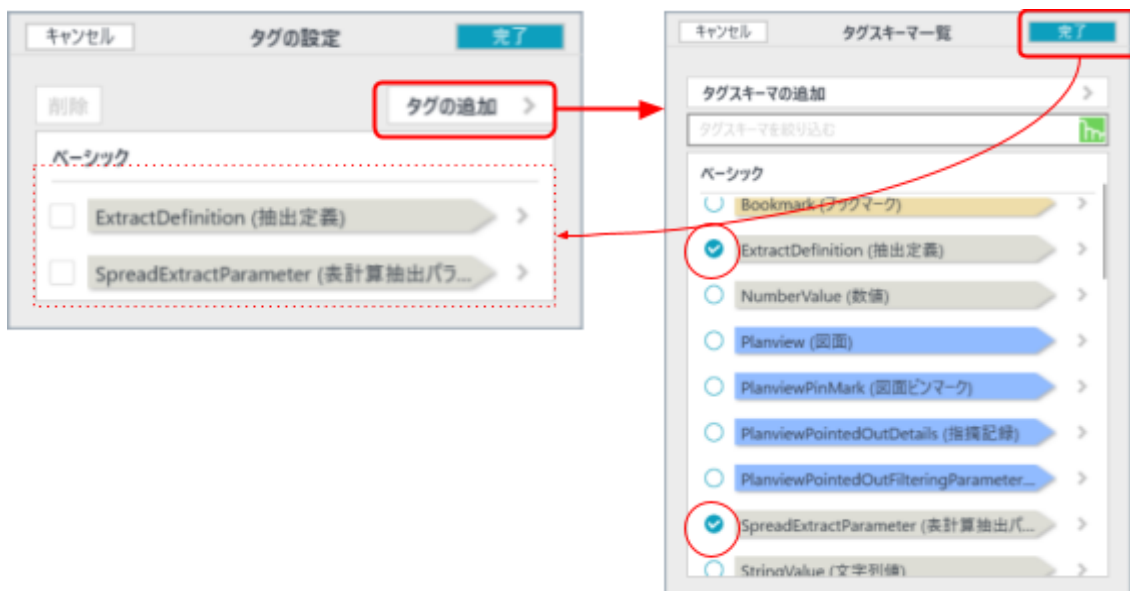 キャンセル
タグの設定
完了
削除
タグの追加
ベーシック
ExtractDefinition (抽出定義)
SpreadExtractParameter (表計算抽出パラ...
キャンセル
タグスキーマ一覧
完了
タグスキーマの追加
タグスキーマを絞り込む
ベーシック
Bookmark (ブックマーク)
ExtractDefinition (抽出定義)
NumberValue (数値)
Planview (図面)
PlanviewPinMark (図面ピンマーク)
PlanviewPointedOutDetails (指摘記録)
PlanviewPointedOutFilteringParameter...
SpreadExtractParameter (表計算抽出パ...
StringValue (文字列値)